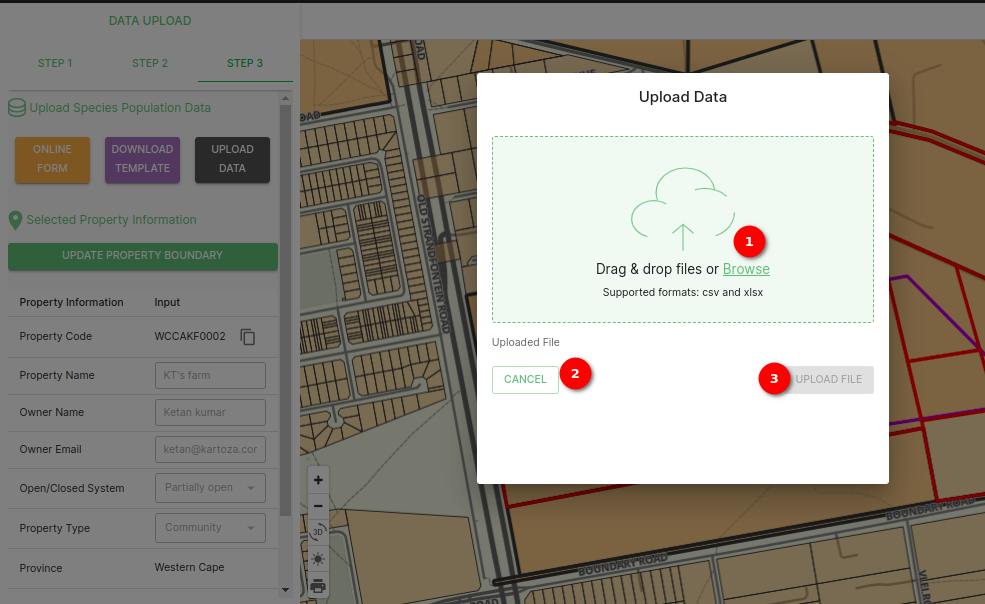 DATA UPLOAD
STEP 1
STEP 2
STEP 3
Upload Species Population Data
ONLINE
FORM
DOWNLOAD
TEMPLATE
UPLOAD
DATA
Selected Property Information
UPDATE PROPERTY BOUNDARY
Property Information
Input
Property Code
WCCAKF0002
Property Name
KT's farm
Owner Name
Ketan kumar
Owner Email
ketan@kartoza.cor
Open/Closed System
Partially open
Property Type
Community
Province
Western Cape
Upload Data
1
Drag & drop files or Browse
Supported formats: csv and xlsx
Uploaded File
CANCEL
2
3
UPLOAD FILE
OAD
ROAD
OLD STRANDFONTEIN ROAD
+
−
3D
BOUNDARY ROAD
BOUNDARY ROAD
ROAD